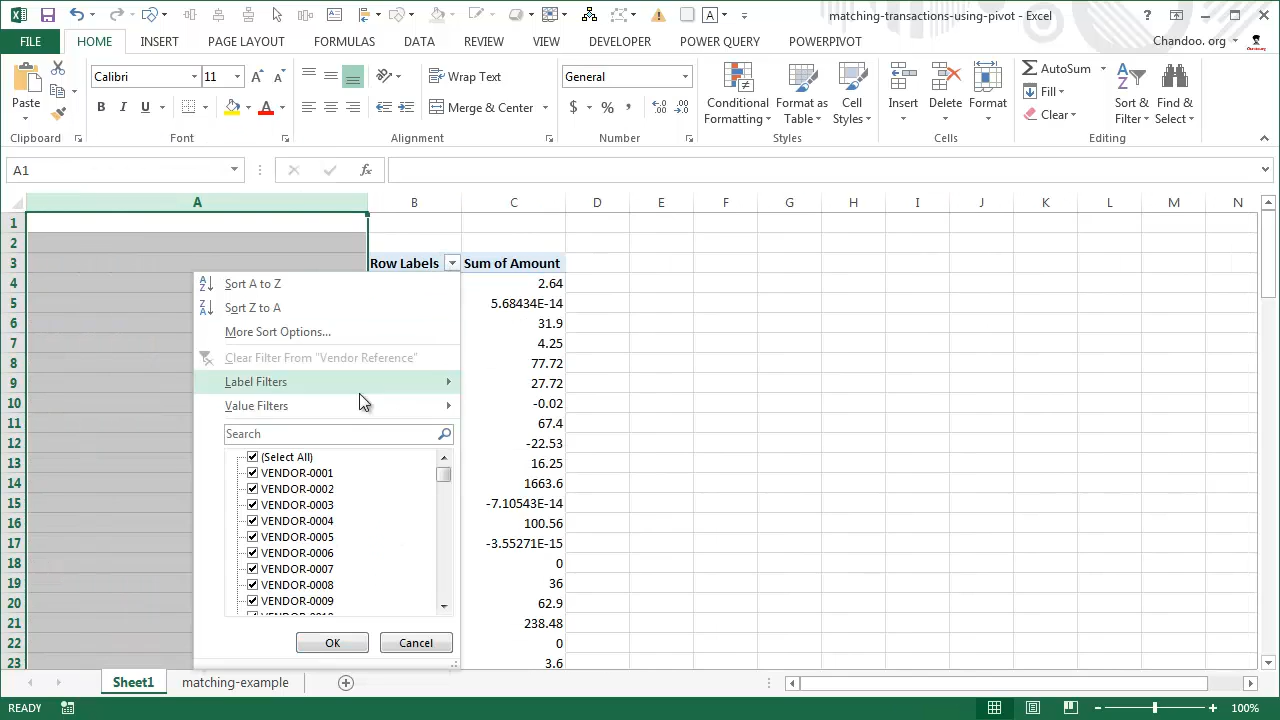 matching-transactions-using-pivot - Excel
FILE HOME INSERT PAGE LAYOUT FORMULAS DATA REVIEW VIEW DEVELOPER POWERQUERY POWERPIVOT Chandoo. org
Calibri 11 Wrap Text General AutoSum
Paste Fill
B I U Merge & Center $ % Conditional Formatting Format as Table Cell Styles Insert Delete Format Clear Sort & Filter Find & Select
Clipboard Font Alignment Number Styles Cells Editing
A1 fx
A B C D E F G H I J K L M N
1
2
3 Row Labels Sum of Amount
4 Sort A to Z 2.64
5 Sort Z to A 5.68434E-14
6 More Sort Options... 31.9
7 Clear Filter From "Vendor Reference" 4.25
8 Label Filters 77.72
9 Value Filters 27.72
10 -0.02
11 Search 67.4
12 (Select All) -22.53
13 VENDOR-0001 16.25
14 VENDOR-0002 1663.6
15 VENDOR-0003 -7.10543E-14
16 VENDOR-0004 100.56
17 VENDOR-0005 -3.55271E-15
18 VENDOR-0006 0
19 VENDOR-0007 36
20 VENDOR-0008 62.9
21 VENDOR-0009 238.48
22 OK Cancel 0
23 3.6
Sheet1 matching-example
READY 100%